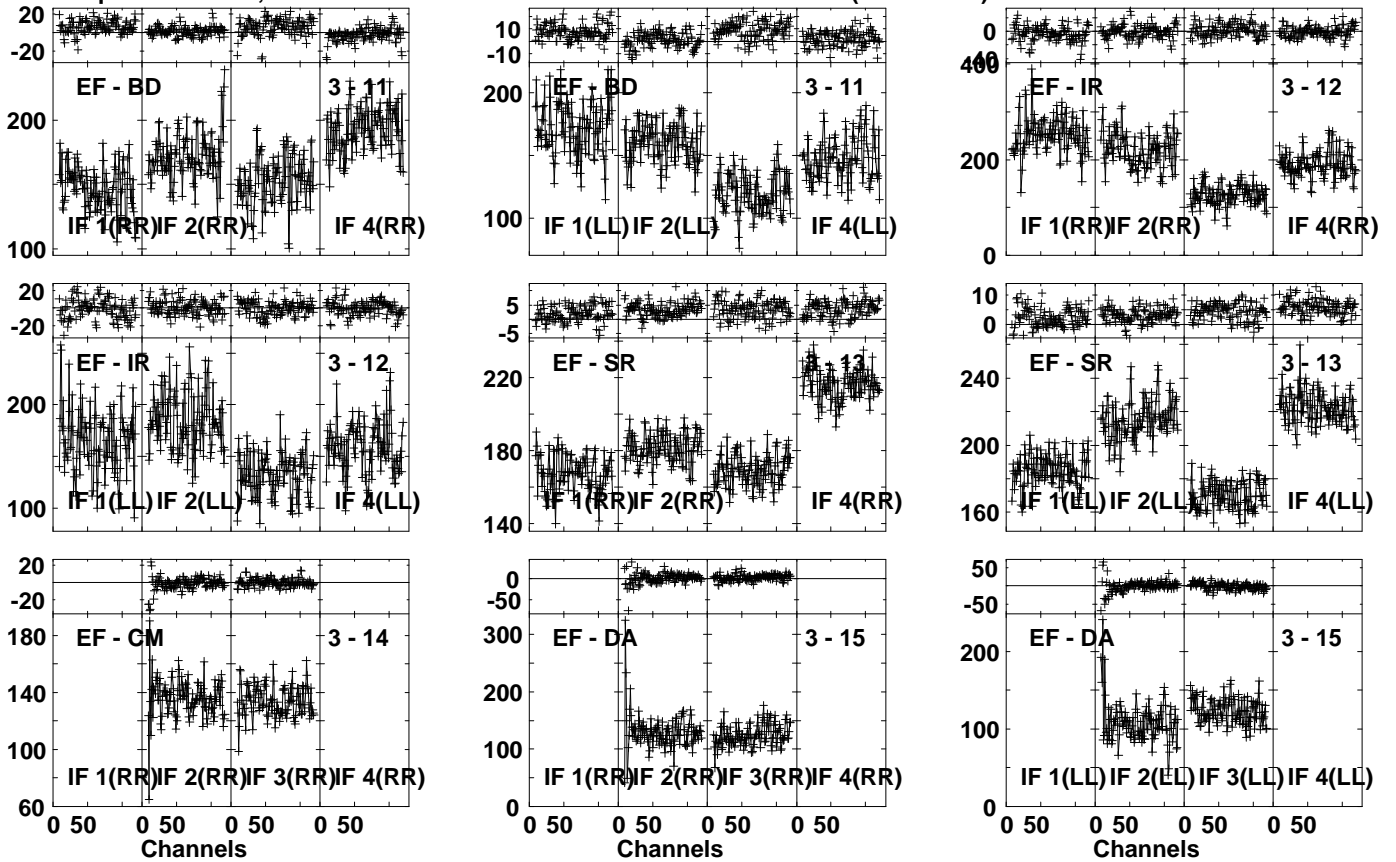 20
-20
EF - BD
3 - 11
200
100
IF 1(RR)
IF 2(RR)
IF 4(RR)
10
-10
EF - BD
3 - 11
200
100
IF 1(LL)
IF 2(LL)
IF 4(LL)
0
40
400
EF - IR
3 - 12
200
0
IF 1(RR)
IF 2(RR)
IF 4(RR)
20
-20
EF - IR
3 - 12
200
100
IF 1(LL)
IF 2(LL)
IF 4(LL)
5
-5
EF - SR
3 - 13
220
180
140
IF 1(RR)
IF 2(RR)
IF 4(RR)
10
0
EF - SR
3 - 13
240
200
160
IF 1(LL)
IF 2(LL)
IF 4(LL)
20
-20
EF - CM
3 - 14
180
140
100
60
IF 1(RR)
IF 2(RR)
IF 3(RR)
IF 4(RR)
0 50 0 50 0 50 0 50
Channels
0
-50
EF - DA
3 - 15
300
200
100
0
IF 1(RR)
IF 2(RR)
IF 3(RR)
IF 4(RR)
0 50 0 50 0 50 0 50
Channels
50
-50
EF - DA
3 - 15
200
100
0
IF 1(LL)
IF 2(LL)
IF 3(LL)
IF 4(LL)
0 50 0 50 0 50 0 50
Channels